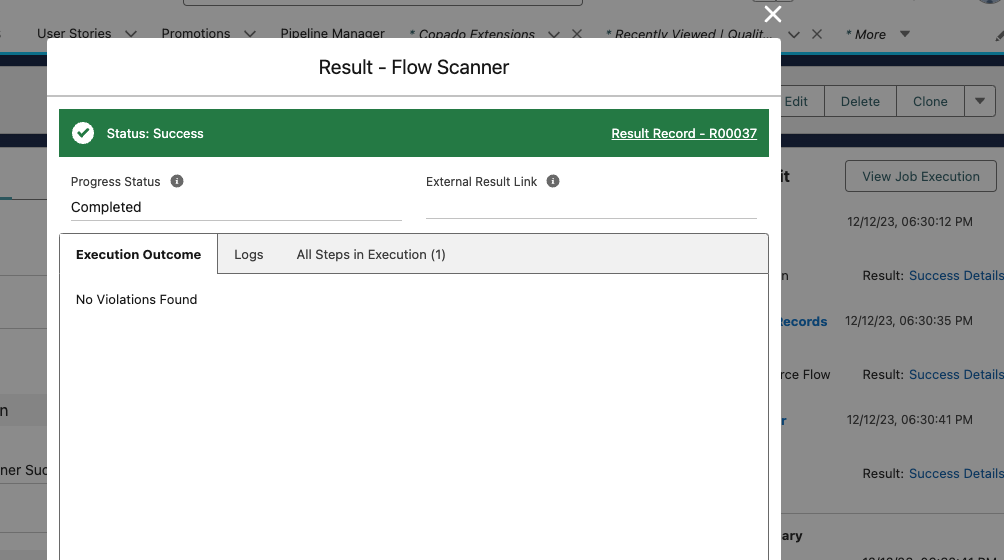 User Stories Promotions Pipeline Manager * Copado Extensions * Recently Viewed | Qualit... * More
Result - Flow Scanner
Edit Delete Clone
Status: Success Result Record - R00037
Progress Status External Result Link
Completed
View Job Execution
Execution Outcome Logs All Steps in Execution (1)
No Violations Found
12/12/23, 06:30:12 PM
Result: Success Details
Records 12/12/23, 06:30:35 PM
rce Flow Result: Success Details
12/12/23, 06:30:41 PM
ner Suc
Result: Success Details
ary